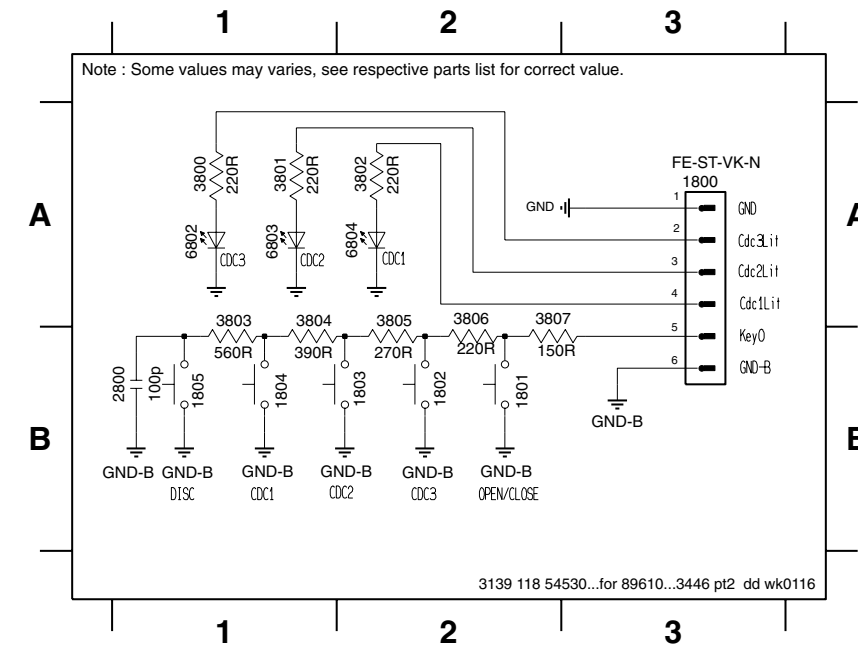 1 2 3
Note : Some values may varies, see respective parts list for correct value.
3800 220R 3801 220R 3802 220R
FE-ST-VK-N
1800
A A
GND 1 GND
6802 CDC3 6803 CDC2 6804 CDC1
2 Cdc3Lit
3 Cdc2Lit
4 Cdc1Lit
3803 3804 3805 3806 3807
5 Key0
560R 390R 270R 220R 150R
6 GND-B
2800 100p 1805 1804 1803 1802 1801
GND-B
B B
GND-B GND-B GND-B GND-B GND-B GND-B
DISC CDC1 CDC2 CDC3 OPEN/CLOSE
3139 118 54530...for 89610...3446 pt2 dd wk0116
1 2 3